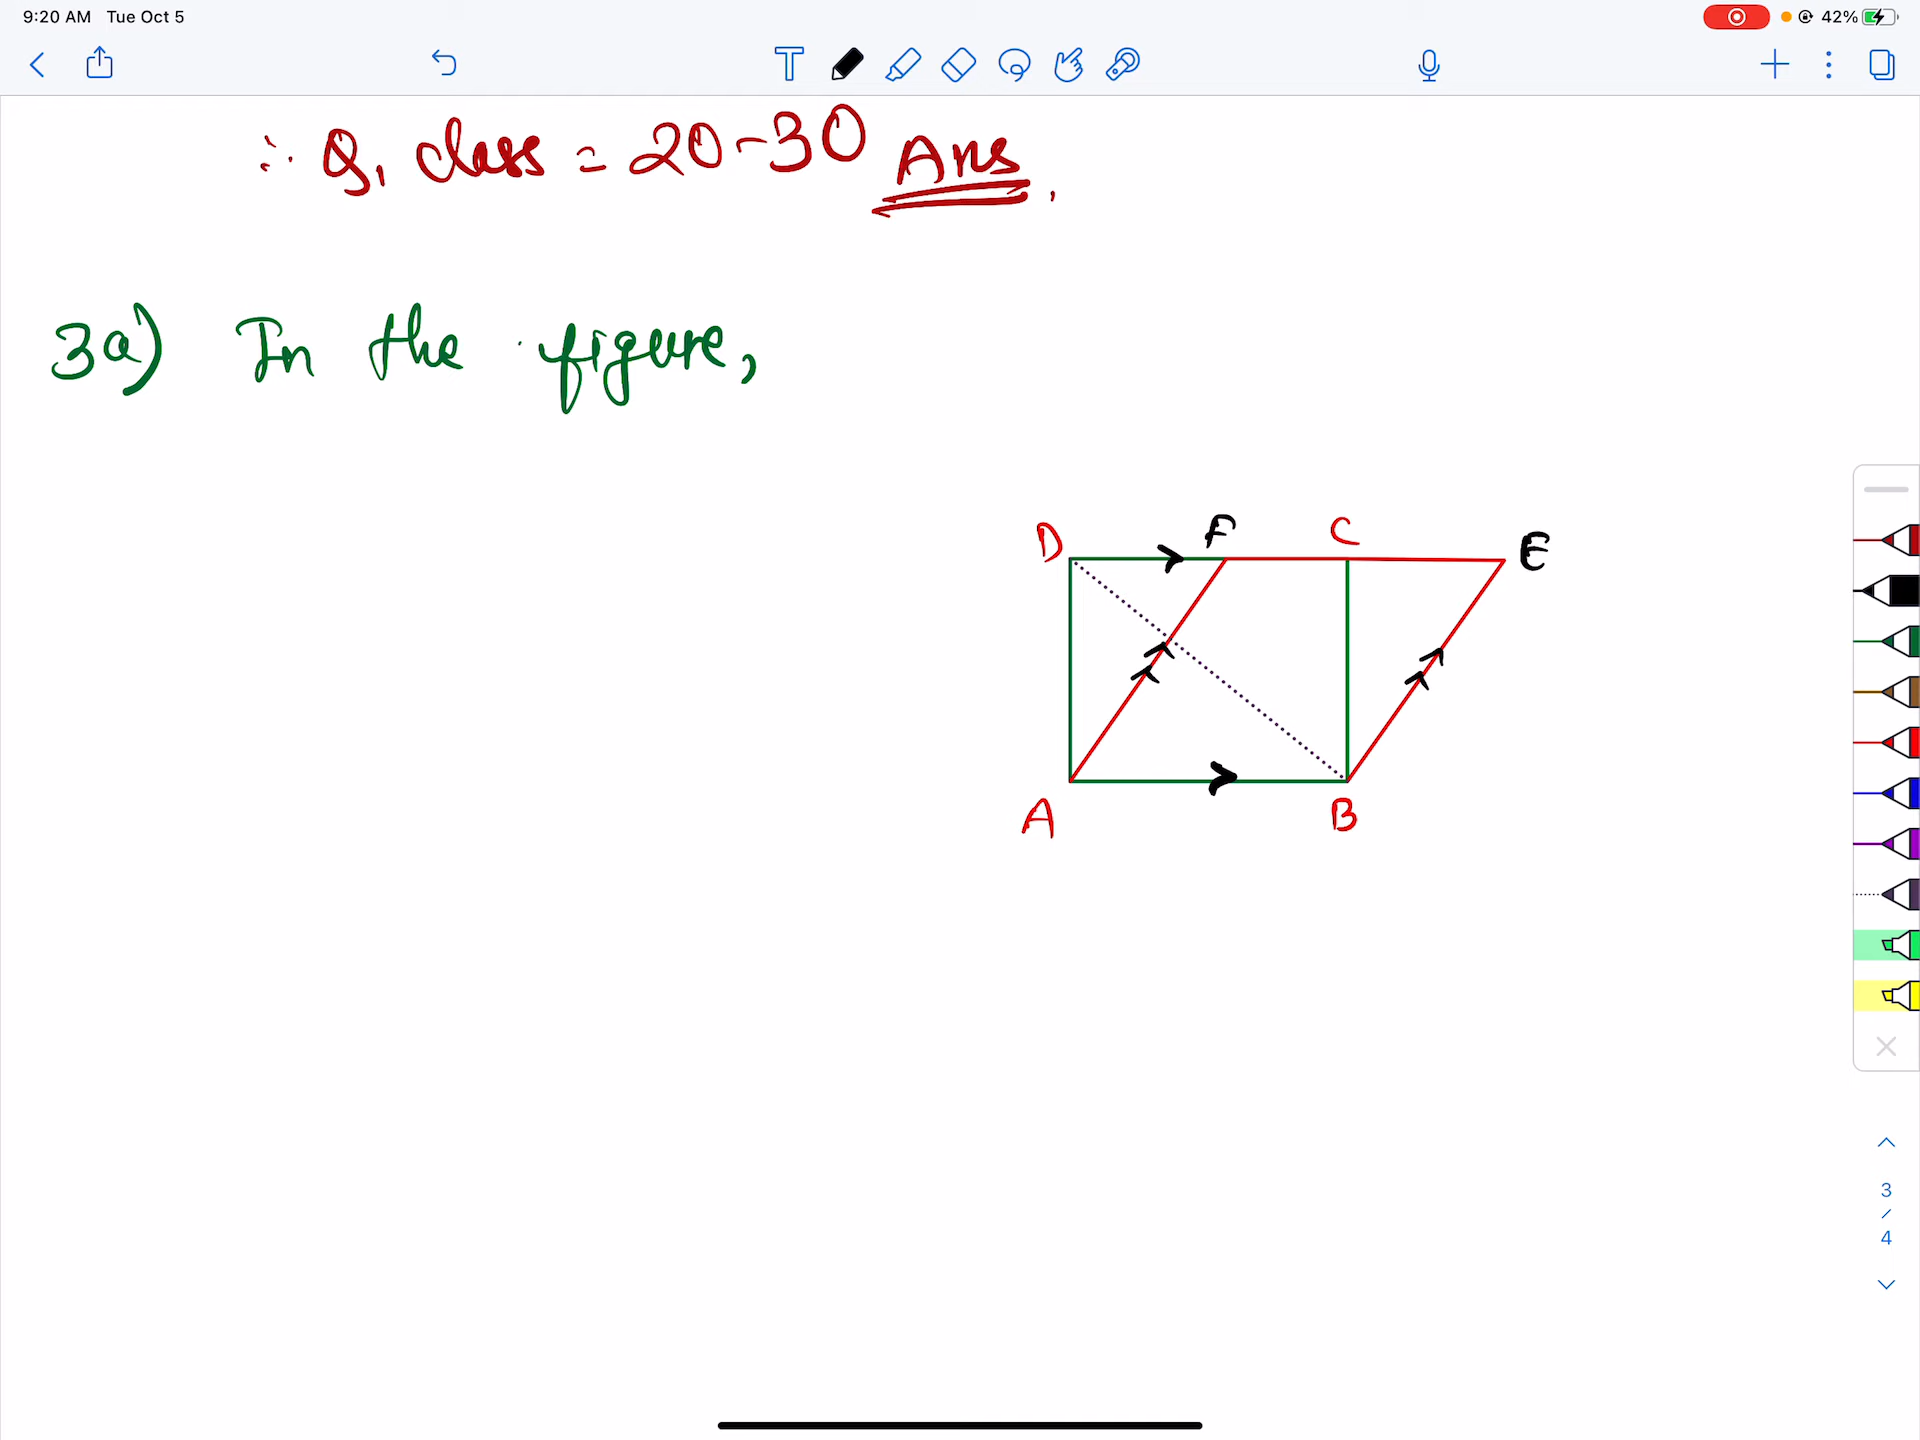 9:20 AM Tue Oct 5
42%
T
∴ Q₁ class = 20-30 Ans.
3a) In the figure,
D F C E
A B
3
/
4